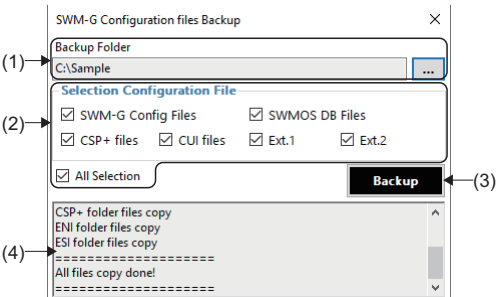 SWM-G Configuration files Backup ×
Backup Folder
(1)
C:\Sample ...
Selection Configuration File
(2)
SWM-G Config Files SWMOS DB Files
CSP+ files CUI files Ext.1 Ext.2
All Selection
Backup (3)
CSP+ folder files copy
ENI folder files copy
(4) ESI folder files copy
====================
All files copy done!
====================